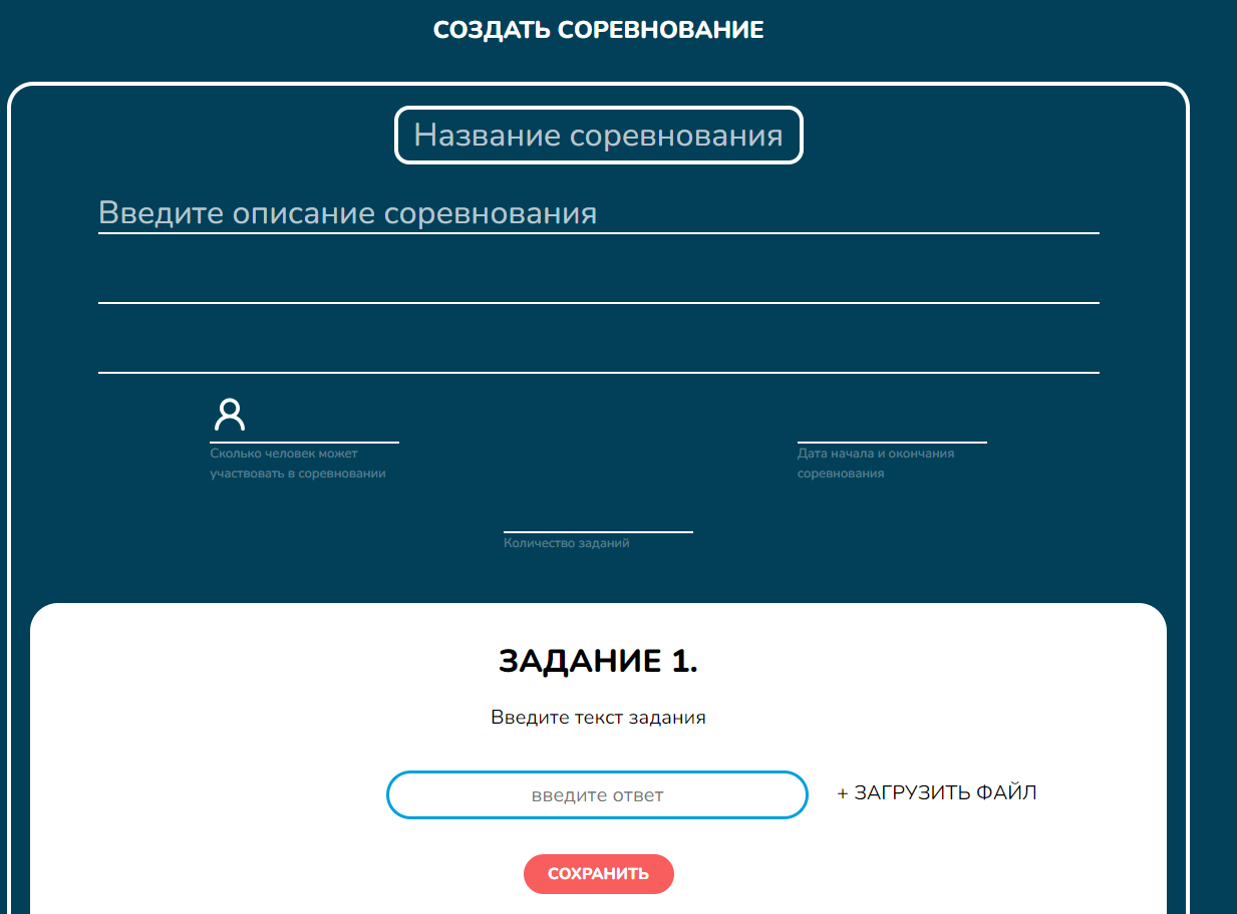 СОЗДАТЬ СОРЕВНОВАНИЕ
Название соревнования
Введите описание соревнования
Сколько человек может
участвовать в соревновании
Дата начала и окончания
соревнования
Количество заданий
ЗАДАНИЕ 1.
Введите текст задания
введите ответ
+ ЗАГРУЗИТЬ ФАЙЛ
СОХРАНИТЬ